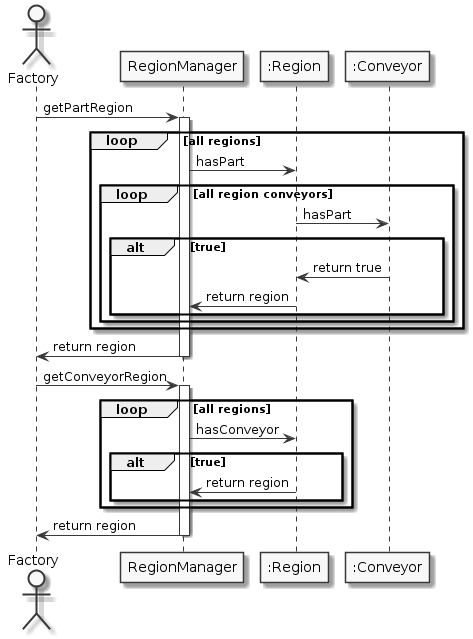 Factory
RegionManager
:Region
:Conveyor
getPartRegion
loop
[all regions]
hasPart
loop
[all region conveyors]
hasPart
alt
[true]
return true
return region
return region
getConveyorRegion
loop
[all regions]
hasConveyor
alt
[true]
return region
return region
Factory
RegionManager
:Region
:Conveyor